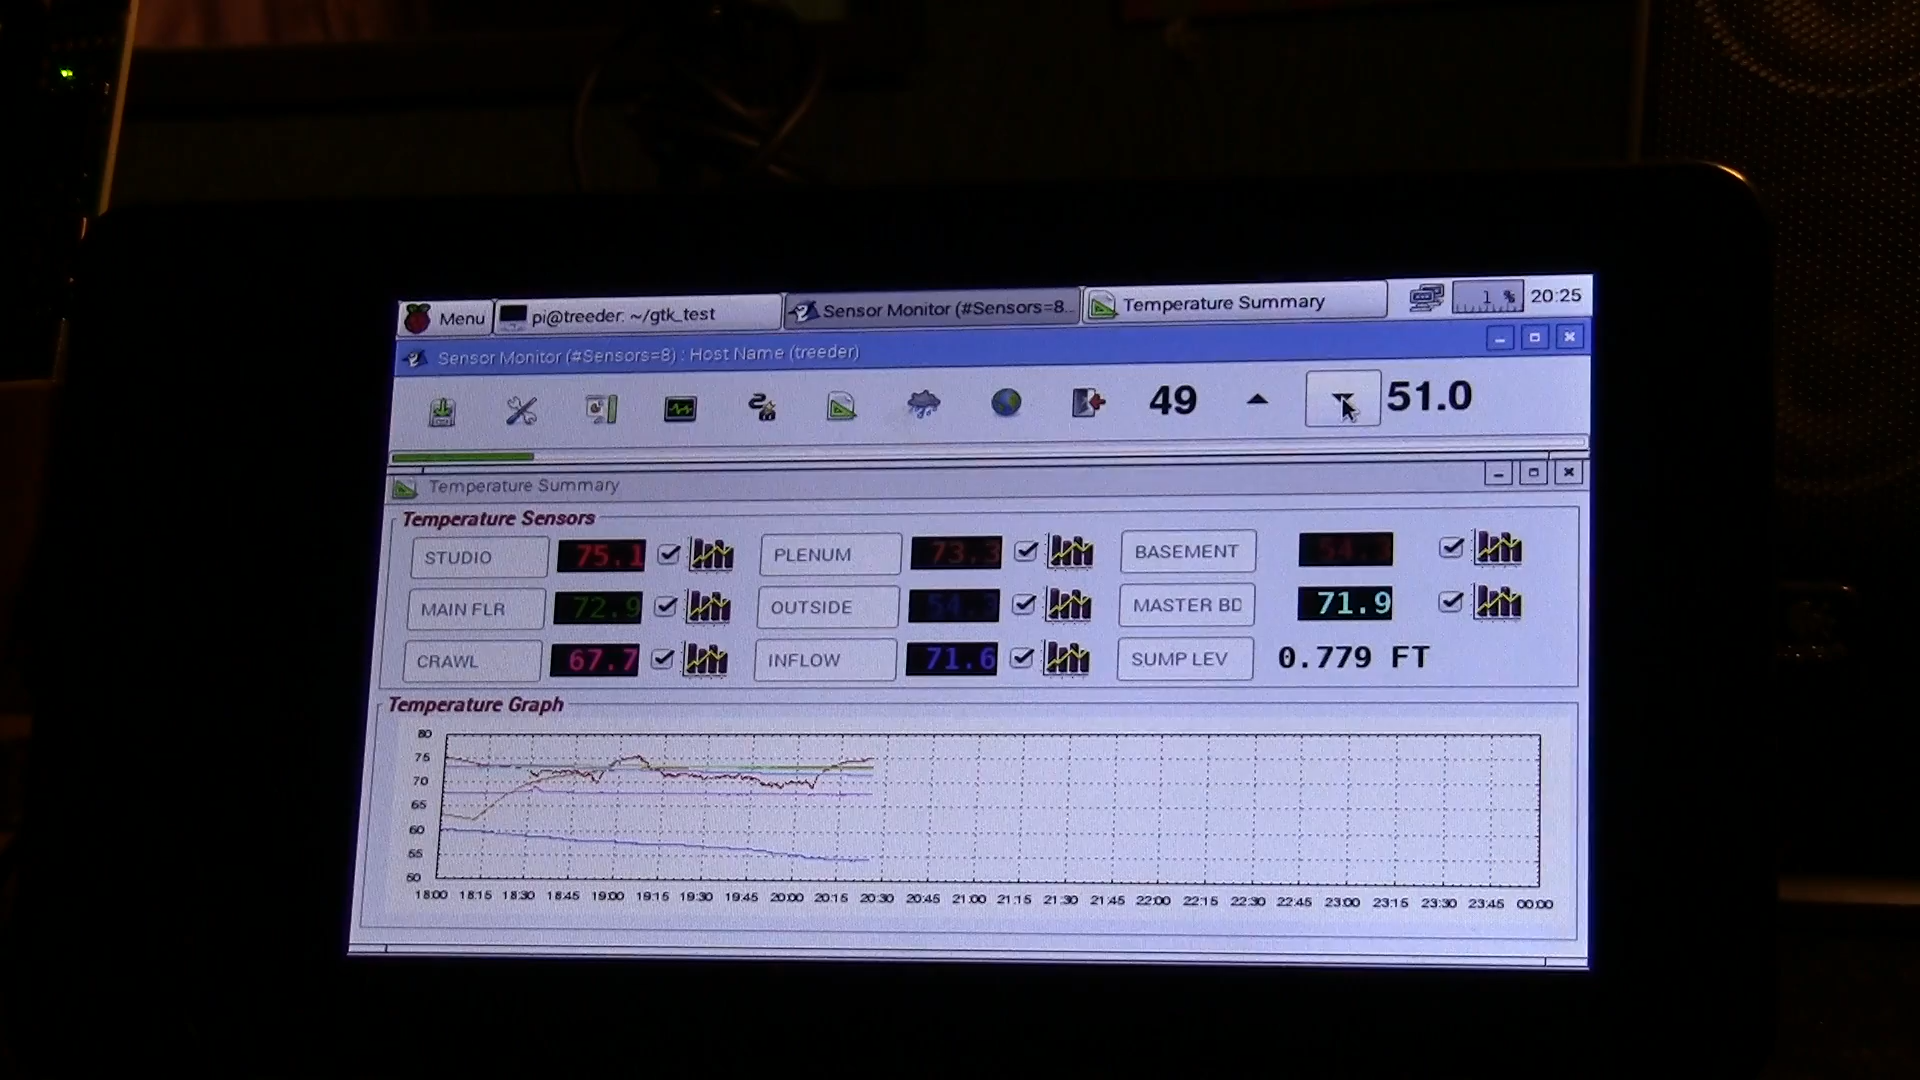 Menu pi@treeder: ~/gtk_test Sensor Monitor (#Sensors=8... Temperature Summary 1 % 20:25
Sensor Monitor (#Sensors=8) : Host Name (treeder)
49 51.0
Temperature Summary
Temperature Sensors
STUDIO 75.1 PLENUM 73.3 BASEMENT
MAIN FLR 72.9 OUTSIDE 54.3 MASTER BD 71.9
CRAWL 67.7 INFLOW 71.6 SUMP LEV 0.779 FT
Temperature Graph
80
75
70
65
60
55
50
18:00 18:15 18:30 18:45 19:00 19:15 19:30 19:45 20:00 20:15 20:30 20:45 21:00 21:15 21:30 21:45 22:00 22:15 22:30 22:45 23:00 23:15 23:30 23:45 00:00